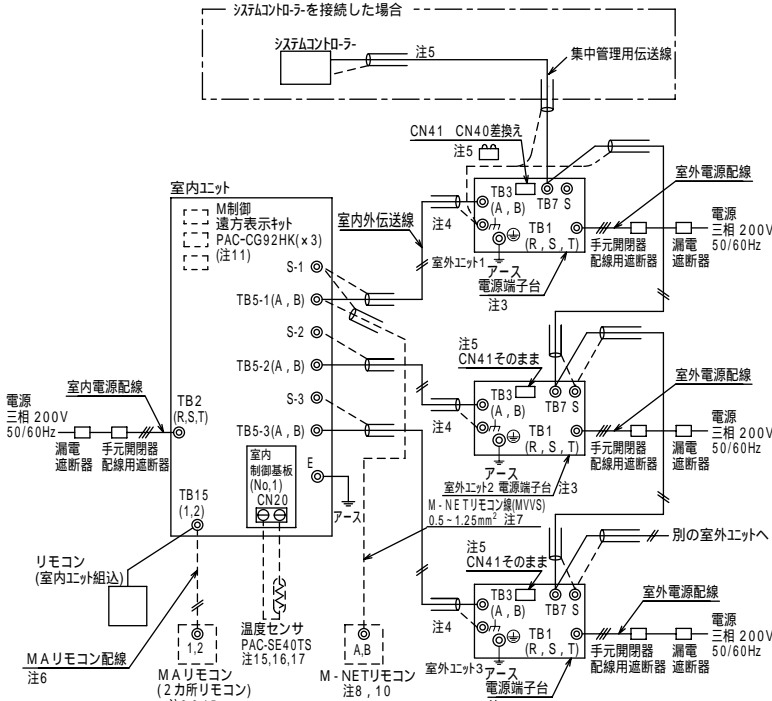 システムコントローラーを接続した場合
システムコントローラー
注5
集中管理用伝送線
CN41 CN40差換え
注5
室内ユニット
M制御
遠方表示キット
PAC-CG92HK(×3)
(注11)
S-1
TB5-1(A,B)
S-2
TB5-2(A,B)
S-3
TB5-3(A,B)
TB2
(R,S,T)
室内電源配線
電源
三相 200V
50/60Hz
漏電
遮断器
手元開閉器
配線用遮断器
室内
制御基板
(No,1)
CN20
E
アース
TB15
(1,2)
リモコン
(室内ユニット組込)
MAリモコン配線
注6
1,2
MAリモコン
(2カ所リモコン)
温度センサ
PAC-SE40TS
注15,16,17
A,B
M-NETリモコン
注8,10
M-NETリモコン線(MVVS)
0.5~1.25mm² 注7
室内外伝送線
注4
TB3
(A,B)
TB7 S
TB1
(R,S,T)
室外ユニット1
アース
電源端子台
注3
室外電源配線
手元開閉器
配線用遮断器
漏電
遮断器
電源
三相 200V
50/60Hz
注5
CN41そのまま
注4
TB3
(A,B)
TB7 S
TB1
(R,S,T)
アース
室外ユニット2 電源端子台 注3
室外電源配線
手元開閉器
配線用遮断器
漏電
遮断器
電源
三相 200V
50/60Hz
別の室外ユニットへ
注5
CN41そのまま
注4
TB3
(A,B)
TB7 S
TB1
(R,S,T)
室外ユニット3
アース
電源端子台
室外電源配線
手元開閉器
配線用遮断器
漏電
遮断器
電源
三相 200V
50/60Hz